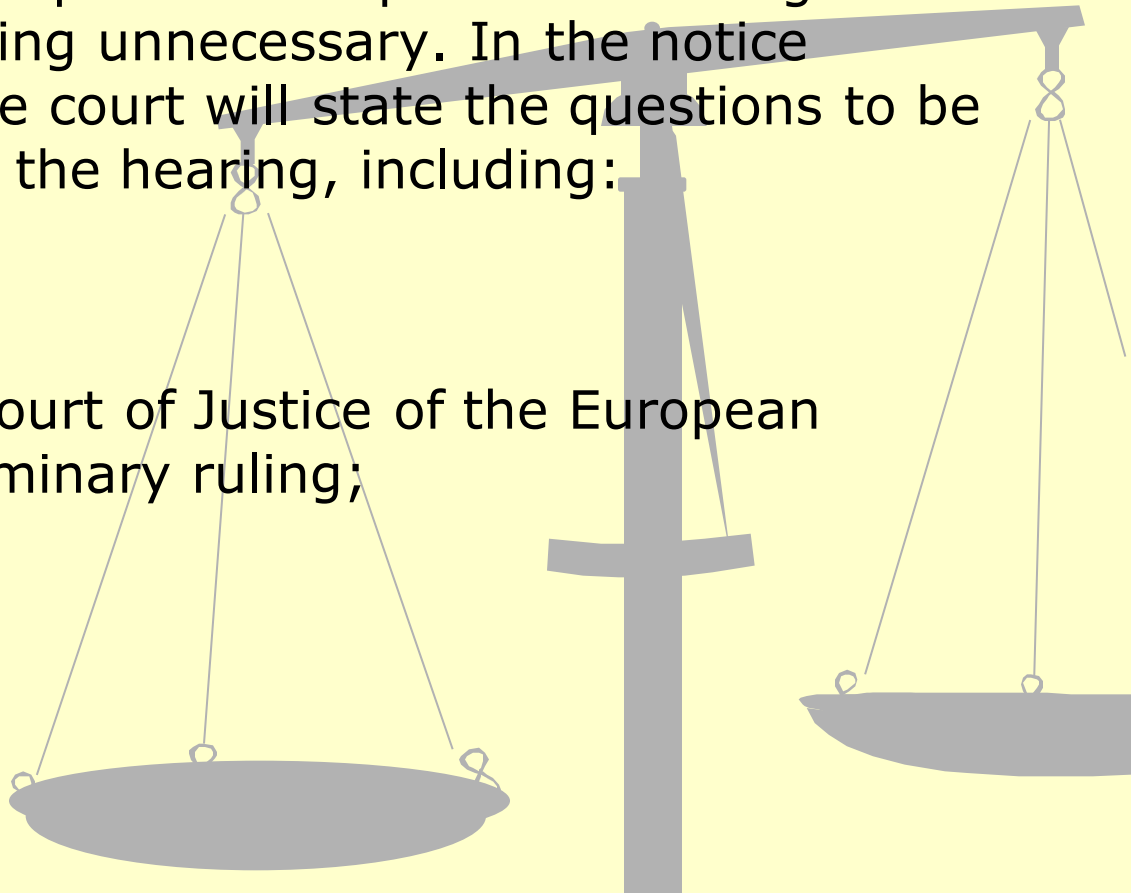 ing unnecessary. In the notice
e court will state the questions to be
the hearing, including:
ourt of Justice of the European
minary ruling;